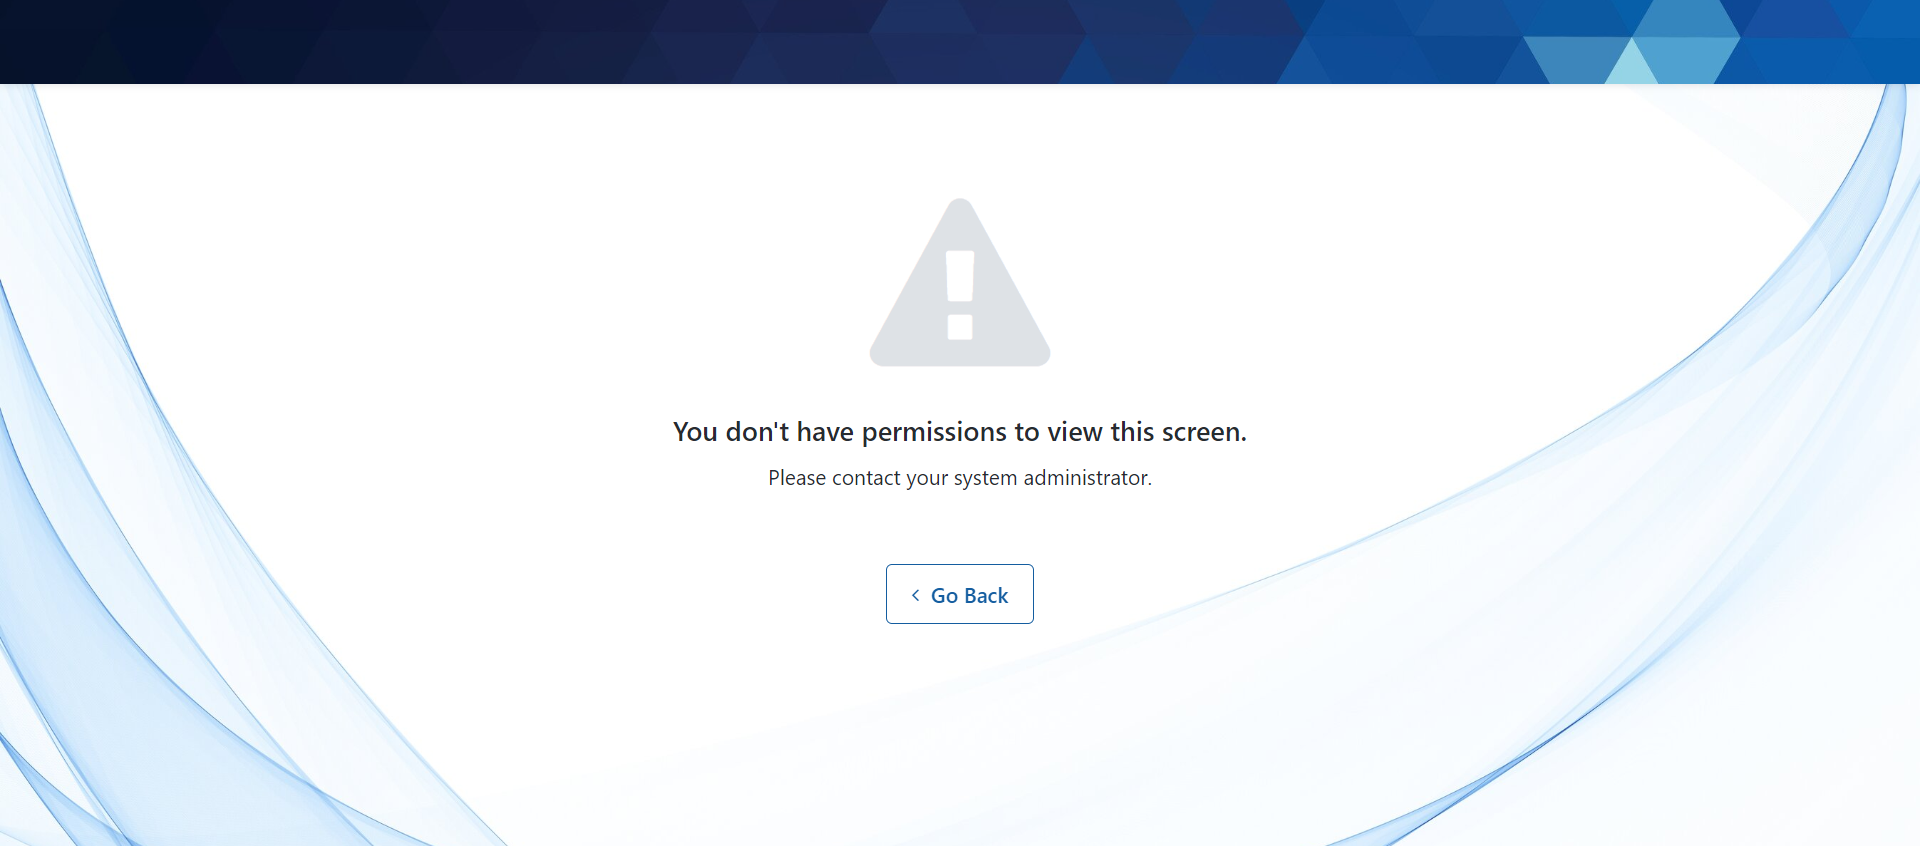 You don't have permissions to view this screen.
Please contact your system administrator.
Go Back